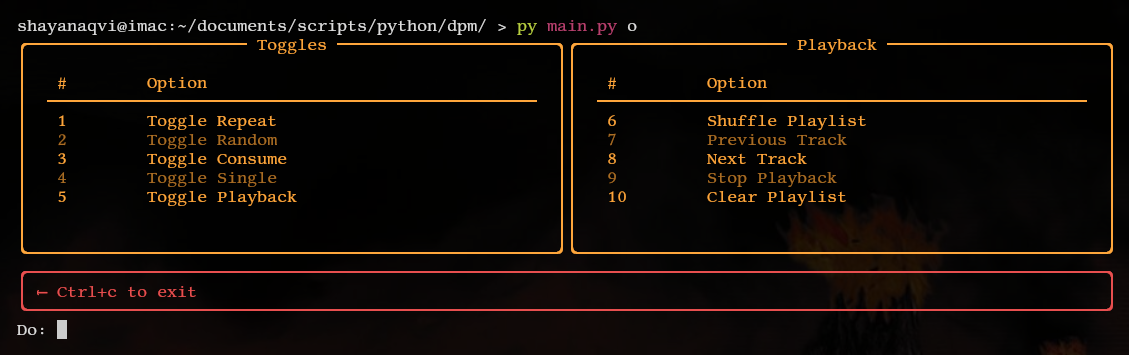 shayanaqvi@imac:~/documents/scripts/python/dpm/ > py main.py o
Toggles
# Option
1 Toggle Repeat
2 Toggle Random
3 Toggle Consume
4 Toggle Single
5 Toggle Playback
Playback
# Option
6 Shuffle Playlist
7 Previous Track
8 Next Track
9 Stop Playback
10 Clear Playlist
← Ctrl+c to exit
Do: